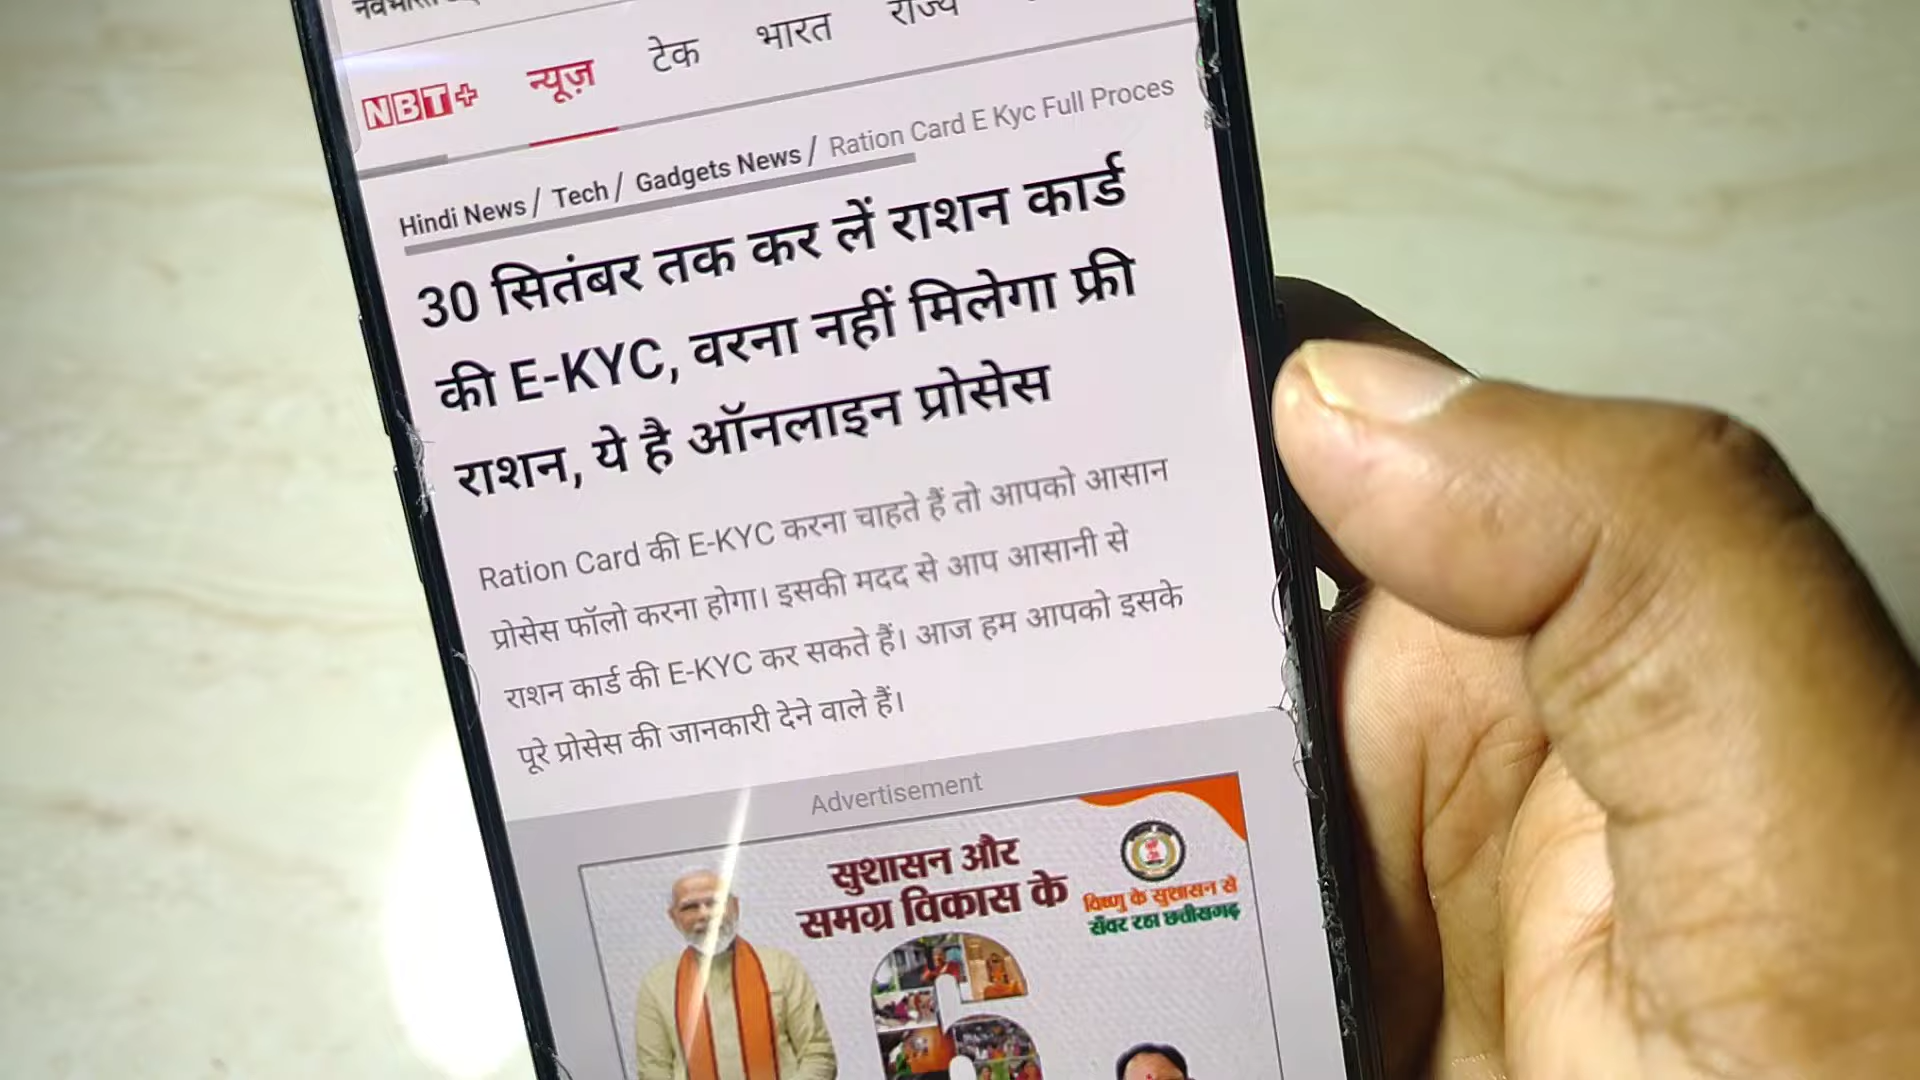 NBT+ न्यूज़ टेक भारत राज्य
Hindi News / Tech / Gadgets News / Ration Card E Kyc Full Proces
30 सितंबर तक कर लें राशन कार्ड
की E-KYC, वरना नहीं मिलेगा फ्री
राशन, ये है ऑनलाइन प्रोसेस
Ration Card की E-KYC करना चाहते हैं तो आपको आसान
प्रोसेस फॉलो करना होगा। इसकी मदद से आप आसानी से
राशन कार्ड की E-KYC कर सकते हैं। आज हम आपको इसके
पूरे प्रोसेस की जानकारी देने वाले हैं।
Advertisement
सुशासन और
समग्र विकास के
विष्णु के सुशासन से
सँवर रहा छत्तीसगढ़